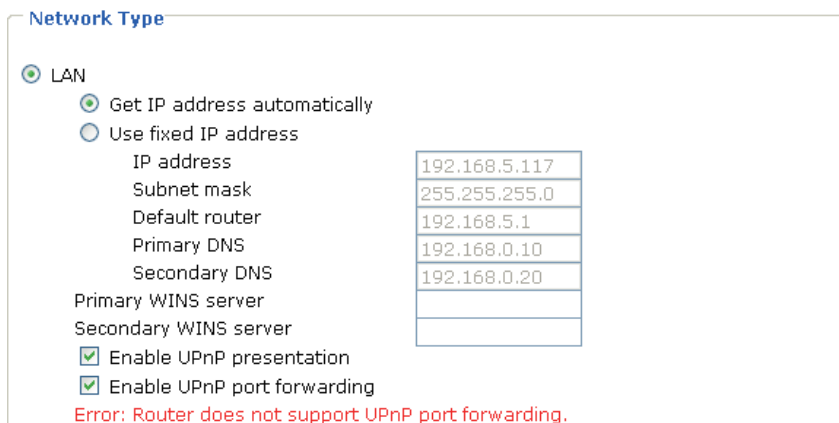 Network Type
LAN
Get IP address automatically
Use fixed IP address
IP address 192.168.5.117
Subnet mask 255.255.255.0
Default router 192.168.5.1
Primary DNS 192.168.0.10
Secondary DNS 192.168.0.20
Primary WINS server
Secondary WINS server
Enable UPnP presentation
Enable UPnP port forwarding
Error: Router does not support UPnP port forwarding.